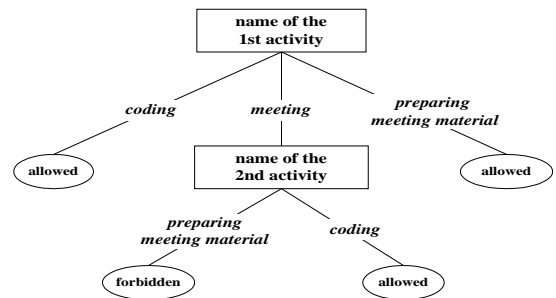 name of the
1st activity
coding
meeting
preparing
meeting material
allowed
name of the
2nd activity
allowed
preparing
meeting material
coding
forbidden
allowed